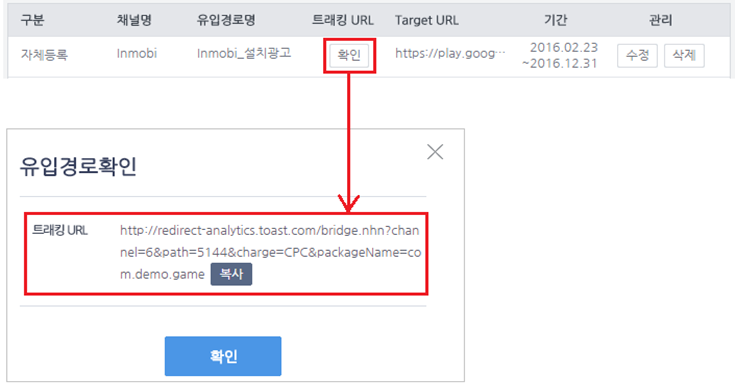 구분 채널명 유입경로명 트래킹 URL Target URL 기간 관리
자체등록 Inmobi Inmobi_설치광고 확인 https://play.goog··· 2016.02.23 수정 삭제
~2016.12.31
유입경로확인
트래킹 URL http://redirect-analytics.toast.com/bridge.nhn?chan
nel=6&path=5144&charge=CPC&packageName=co
m.demo.game 복사
확인